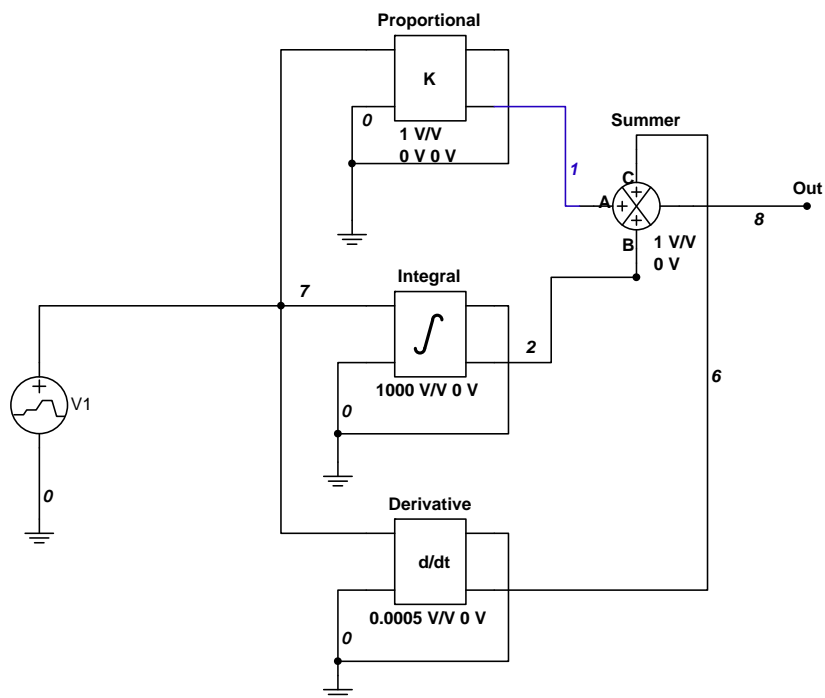 Proportional
K
0
1 V/V
0 V 0 V
1
Summer
C
A
B
1 V/V
0 V
8
Out
Integral
7
2
1000 V/V 0 V
0
6
V1
0
Derivative
d/dt
0.0005 V/V 0 V
0